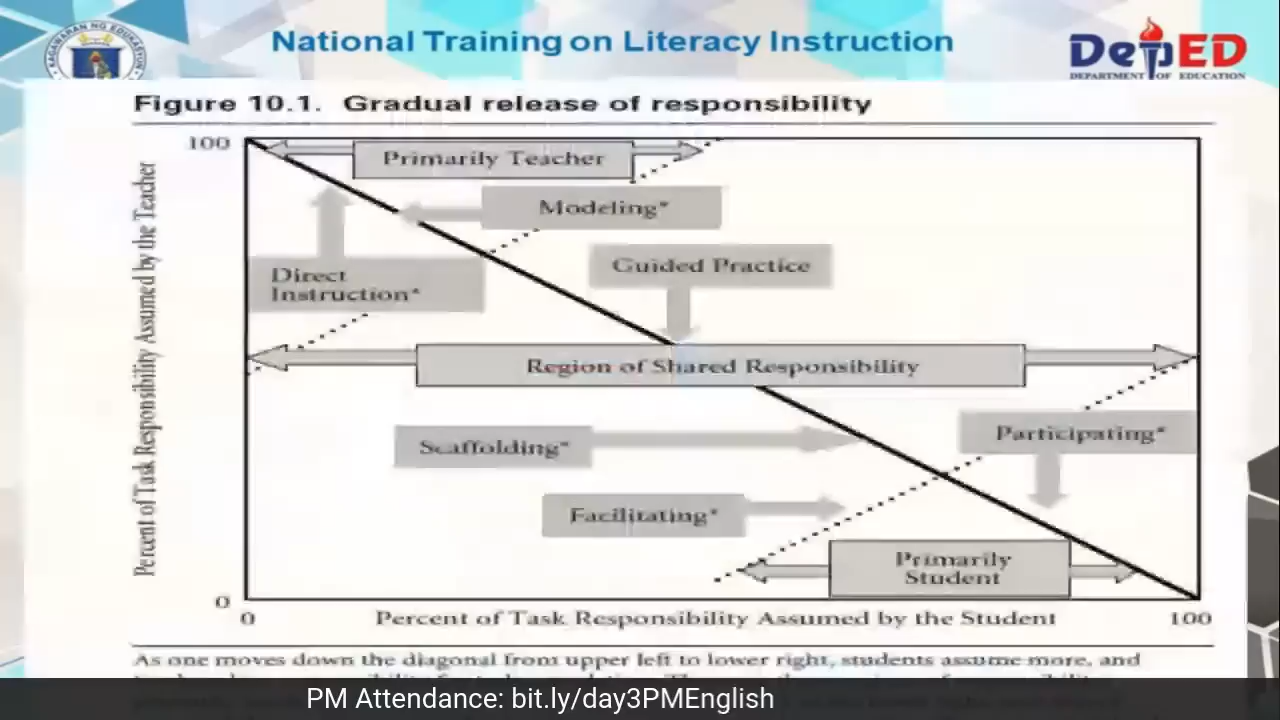 KAGAWARAN NG EDUKASYON
National Training on Literacy Instruction
DepED
DEPARTMENT OF EDUCATION
Figure 10.1. Gradual release of responsibility
100
Percent of Task Responsibility Assumed by the Teacher
Primarily Teacher
Modeling*
Guided Practice
Direct
Instruction*
Region of Shared Responsibility
Participating*
Scaffolding*
Facilitating*
Primarily
Student
0
0
Percent of Task Responsibility Assumed by the Student
100
As one moves down the diagonal from upper left to lower right, students assume more, and
PM Attendance: bit.ly/day3PMEnglish